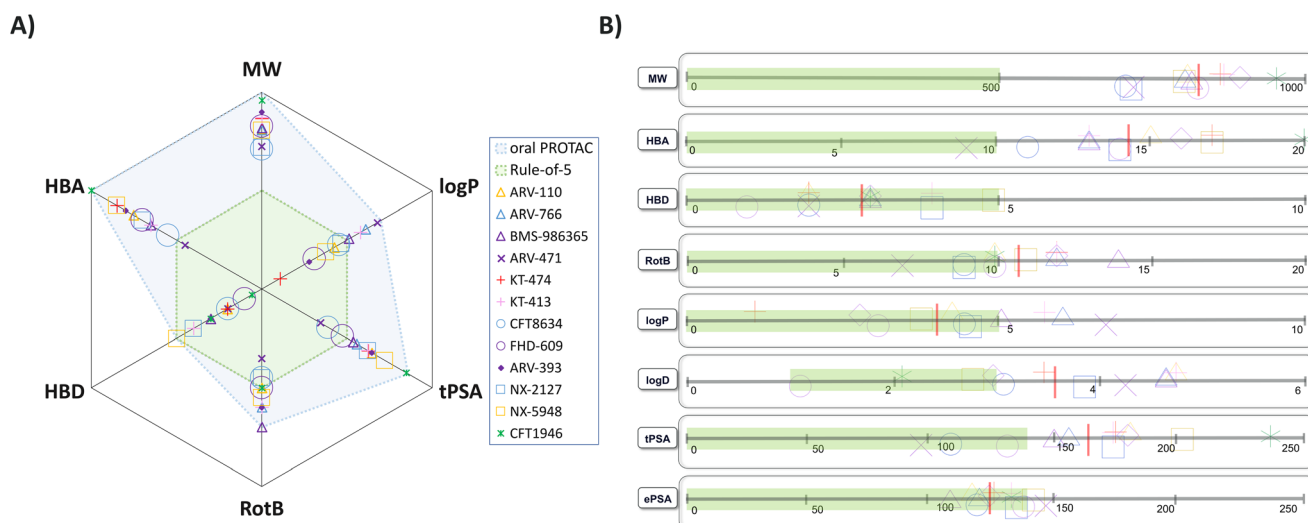 A)
MW
HBA
logP
HBD
tPSA
RotB
oral PROTAC
Rule-of-5
ARV-110
ARV-766
BMS-986365
ARV-471
KT-474
KT-413
CFT8634
FHD-609
ARV-393
NX-2127
NX-5948
CFT1946
B)
MW 0 500 1000
HBA 0 5 10 15 20
HBD 0 5 10
RotB 0 5 10 15 20
logP 0 5 10
logD 0 2 4 6
tPSA 0 50 100 150 200 250
ePSA 0 50 100 150 200 250